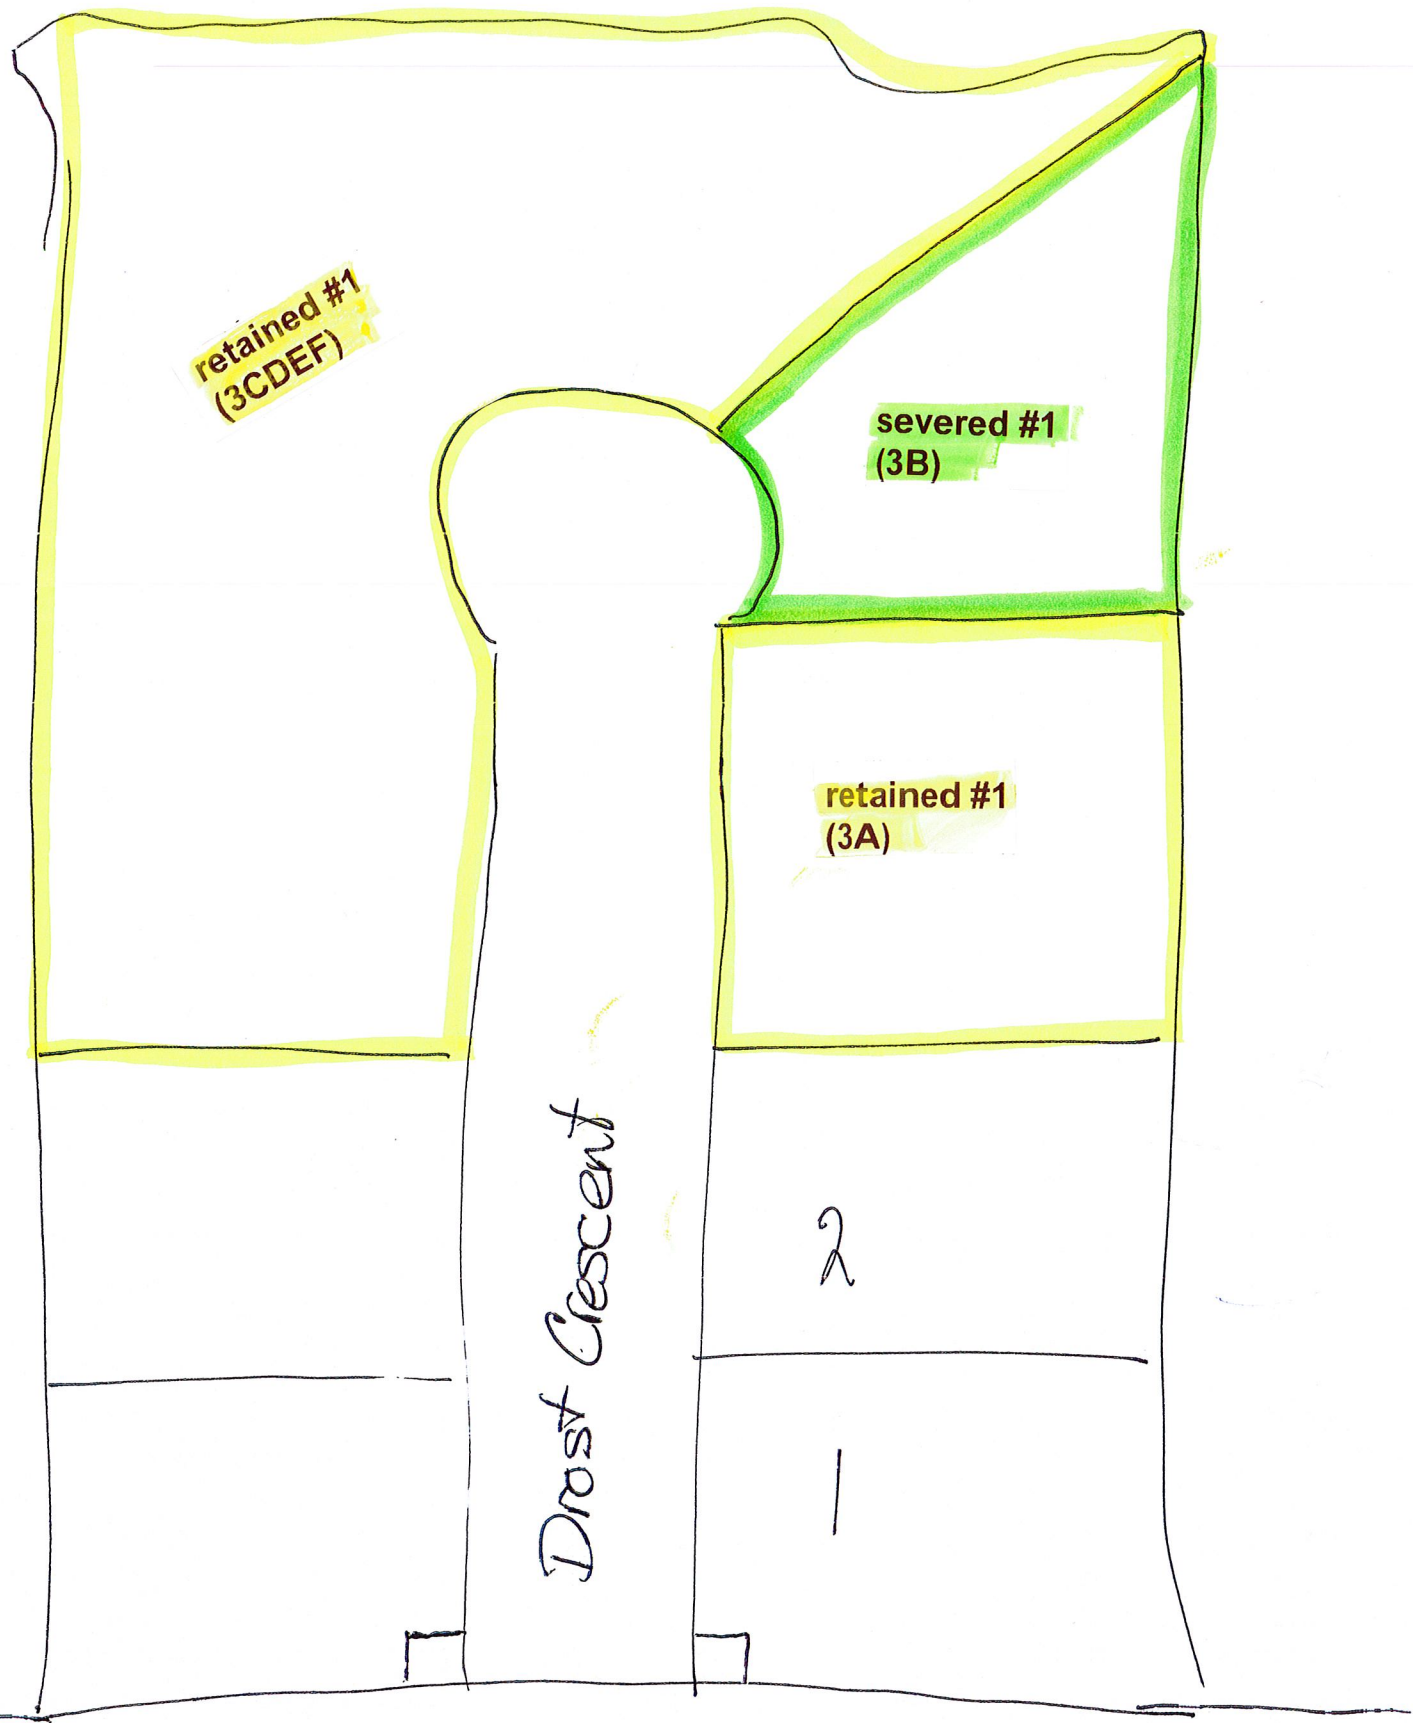 retained #1
(3CDEF)
severed #1
(3B)
retained #1
(3A)
Drost Crescent
2
1